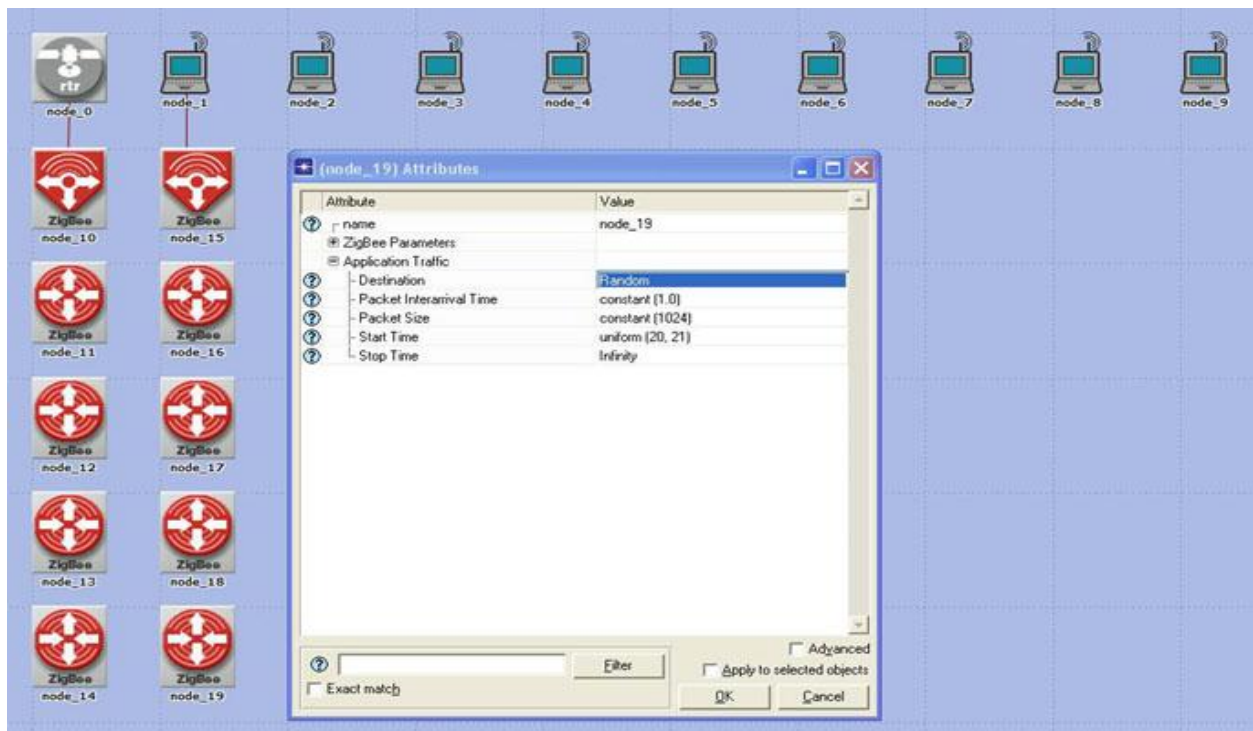 rtr
node_0
node_1
node_2
node_3
node_4
node_5
node_6
node_7
node_8
node_9
ZigBee
node_10
ZigBee
node_15
ZigBee
node_11
ZigBee
node_16
ZigBee
node_12
ZigBee
node_17
ZigBee
node_13
ZigBee
node_18
ZigBee
node_14
ZigBee
node_19
(node_19) Attributes
Attribute Value
name node_19
ZigBee Parameters
Application Traffic
Destination Random
Packet Interarrival Time constant (1.0)
Packet Size constant (1024)
Start Time uniform (20, 21)
Stop Time Infinity
Advanced
Filter
Apply to selected objects
Exact match
OK Cancel